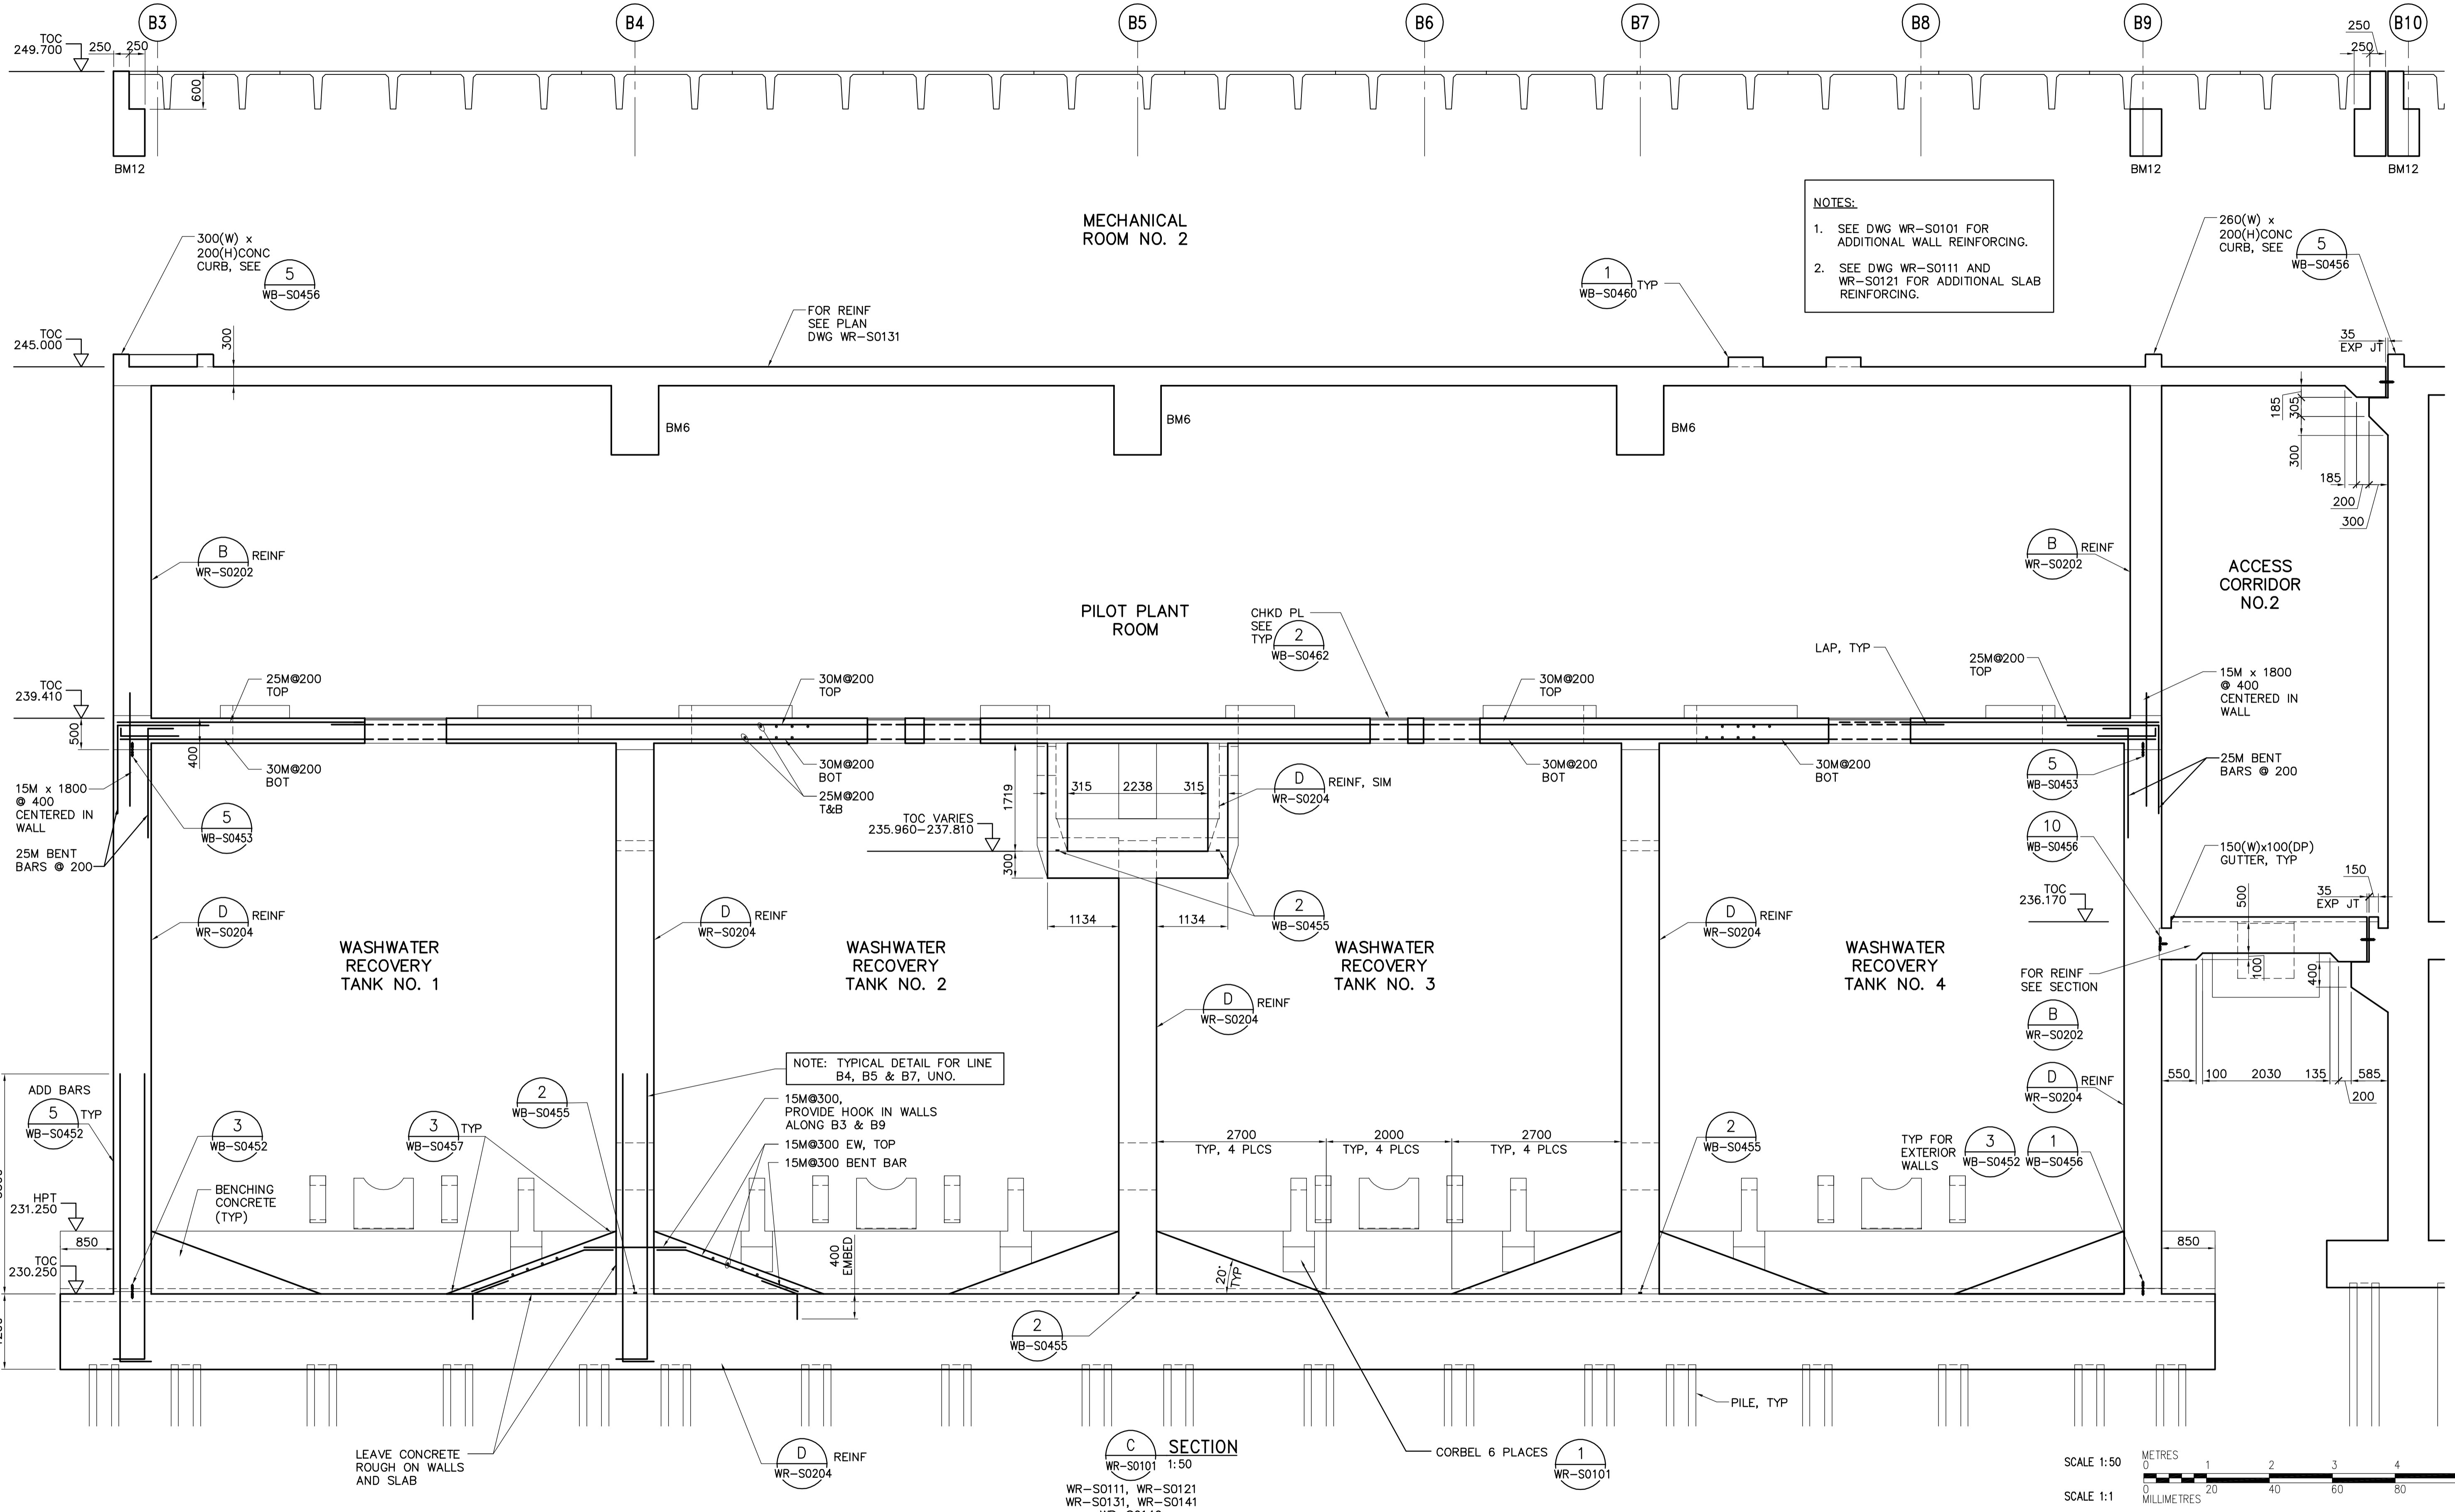 B3
B4
B5
B6
B7
B8
B9
B10
TOC
249.700
250
250
600
250
250
BM12
BM12
BM12
MECHANICAL
ROOM NO. 2
NOTES:
1. SEE DWG WR-S0101 FOR
ADDITIONAL WALL REINFORCING.
2. SEE DWG WR-S0111 AND
WR-S0121 FOR ADDITIONAL SLAB
REINFORCING.
300(W) x
200(H)CONC
CURB, SEE
5
WB-S0456
260(W) x
200(H)CONC
CURB, SEE
5
WB-S0456
1
WB-S0460
TYP
FOR REINF
SEE PLAN
DWG WR-S0131
TOC
245.000
300
35
EXP JT
BM6
BM6
BM6
185
305
300
185
200
300
B
WR-S0202
REINF
B
WR-S0202
REINF
ACCESS
CORRIDOR
NO.2
PILOT PLANT
ROOM
CHKD PL
SEE
TYP
2
WB-S0462
LAP, TYP
25M@200
TOP
TOC
239.410
25M@200
TOP
30M@200
TOP
30M@200
TOP
15M x 1800
@ 400
CENTERED IN
WALL
500
400
30M@200
BOT
30M@200
BOT
25M@200
T&B
30M@200
BOT
30M@200
BOT
25M BENT
BARS @ 200
15M x 1800
@ 400
CENTERED IN
WALL
25M BENT
BARS @ 200
5
WB-S0453
1719
315
2238
315
D
WR-S0204
REINF, SIM
5
WB-S0453
TOC VARIES
235.960-237.810
300
10
WB-S0456
150(W)x100(DP)
GUTTER, TYP
150
35
EXP JT
TOC
236.170
500
D
WR-S0204
REINF
D
WR-S0204
REINF
1134
1134
2
WB-S0455
D
WR-S0204
REINF
WASHWATER
RECOVERY
TANK NO. 1
WASHWATER
RECOVERY
TANK NO. 2
WASHWATER
RECOVERY
TANK NO. 3
WASHWATER
RECOVERY
TANK NO. 4
FOR REINF
SEE SECTION
B
WR-S0202
100
400
D
WR-S0204
REINF
550
100
2030
135
585
200
D
WR-S0204
REINF
NOTE: TYPICAL DETAIL FOR LINE
B4, B5 & B7, UNO.
ADD BARS
5
WB-S0452
TYP
3
WB-S0452
3
WB-S0457
TYP
2
WB-S0455
15M@300,
PROVIDE HOOK IN WALLS
ALONG B3 & B9
15M@300 EW, TOP
15M@300 BENT BAR
2700
TYP, 4 PLCS
2000
TYP, 4 PLCS
2700
TYP, 4 PLCS
2
WB-S0455
TYP FOR
EXTERIOR
WALLS
3
WB-S0452
1
WB-S0456
BENCHING
CONCRETE
(TYP)
HPT
231.250
850
TOC
230.250
400
EMBED
20°
TYP
850
2
WB-S0455
PILE, TYP
LEAVE CONCRETE
ROUGH ON WALLS
AND SLAB
D
WR-S0204
REINF
C
WR-S0101
SECTION
1:50
WR-S0111, WR-S0121
WR-S0131, WR-S0141
CORBEL 6 PLACES
1
WR-S0101
SCALE 1:50
METRES
0 1 2 3 4
SCALE 1:1
0 20 40 60 80
MILLIMETRES